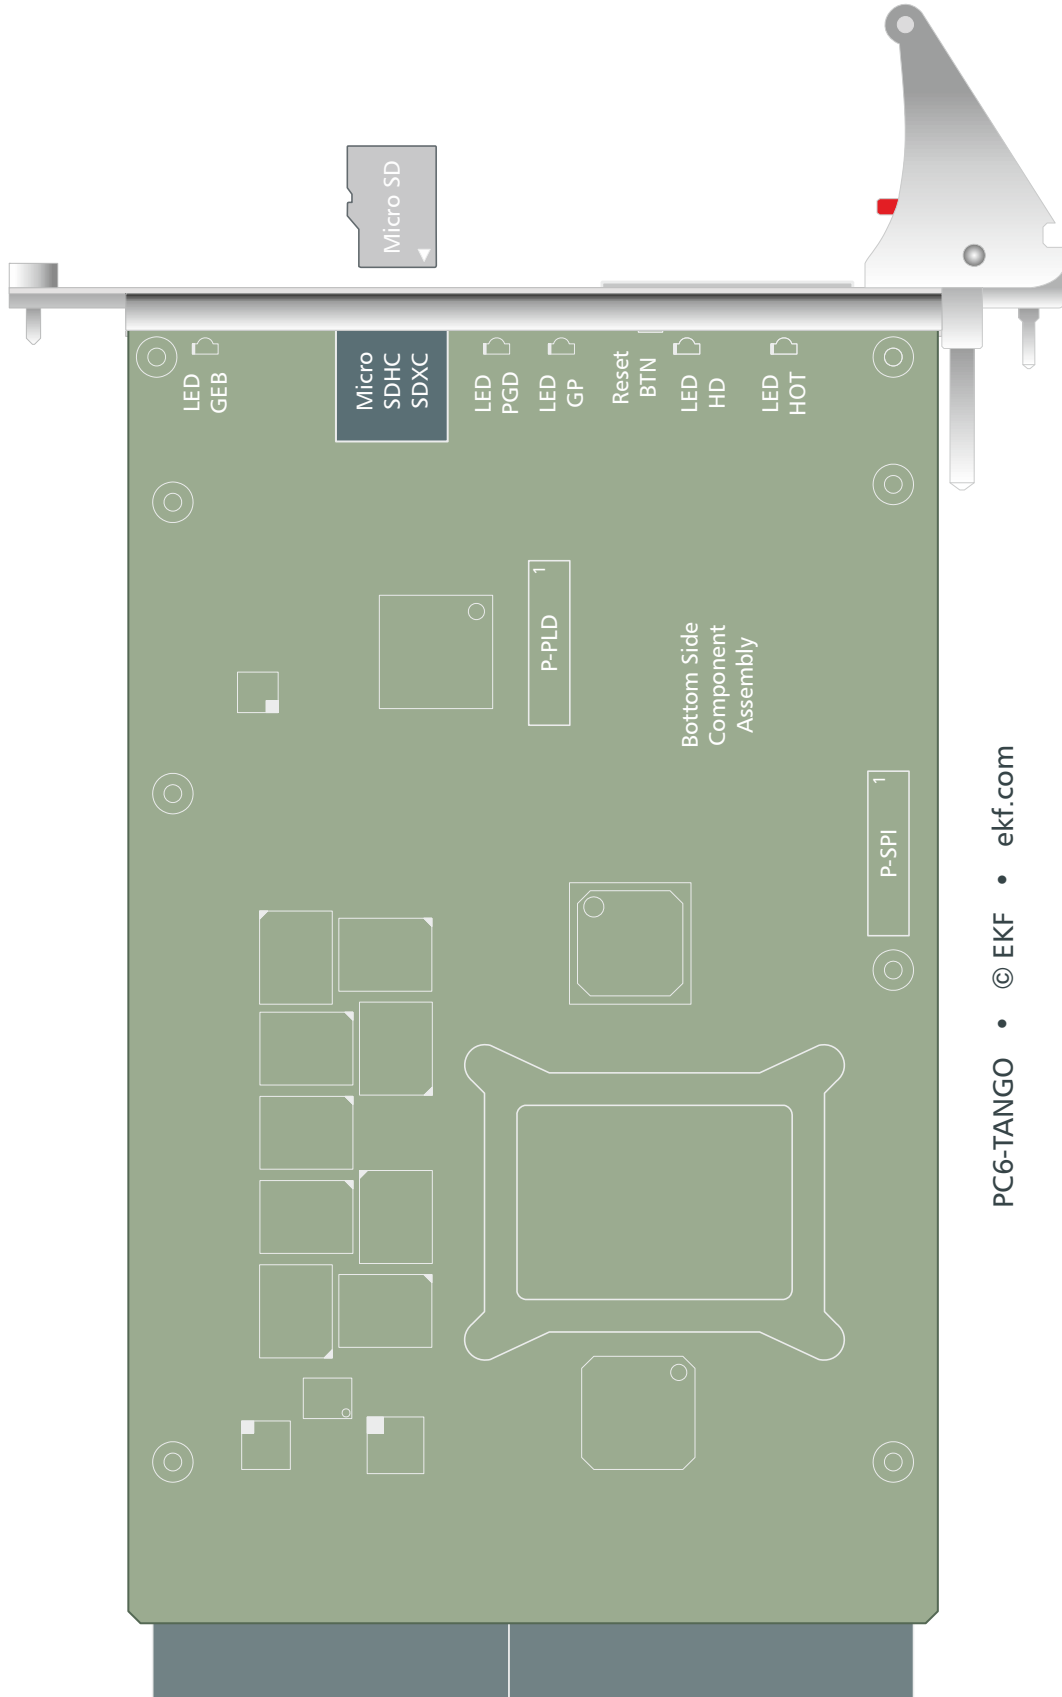 Micro SD
LED
GEB
Micro
SDHC
SDXC
LED
PGD
LED
GP
Reset
BTN
LED
HD
LED
HOT
1
P-PLD
Bottom Side
Component
Assembly
1
P-SPI
PC6-TANGO • © EKF • ekf.com